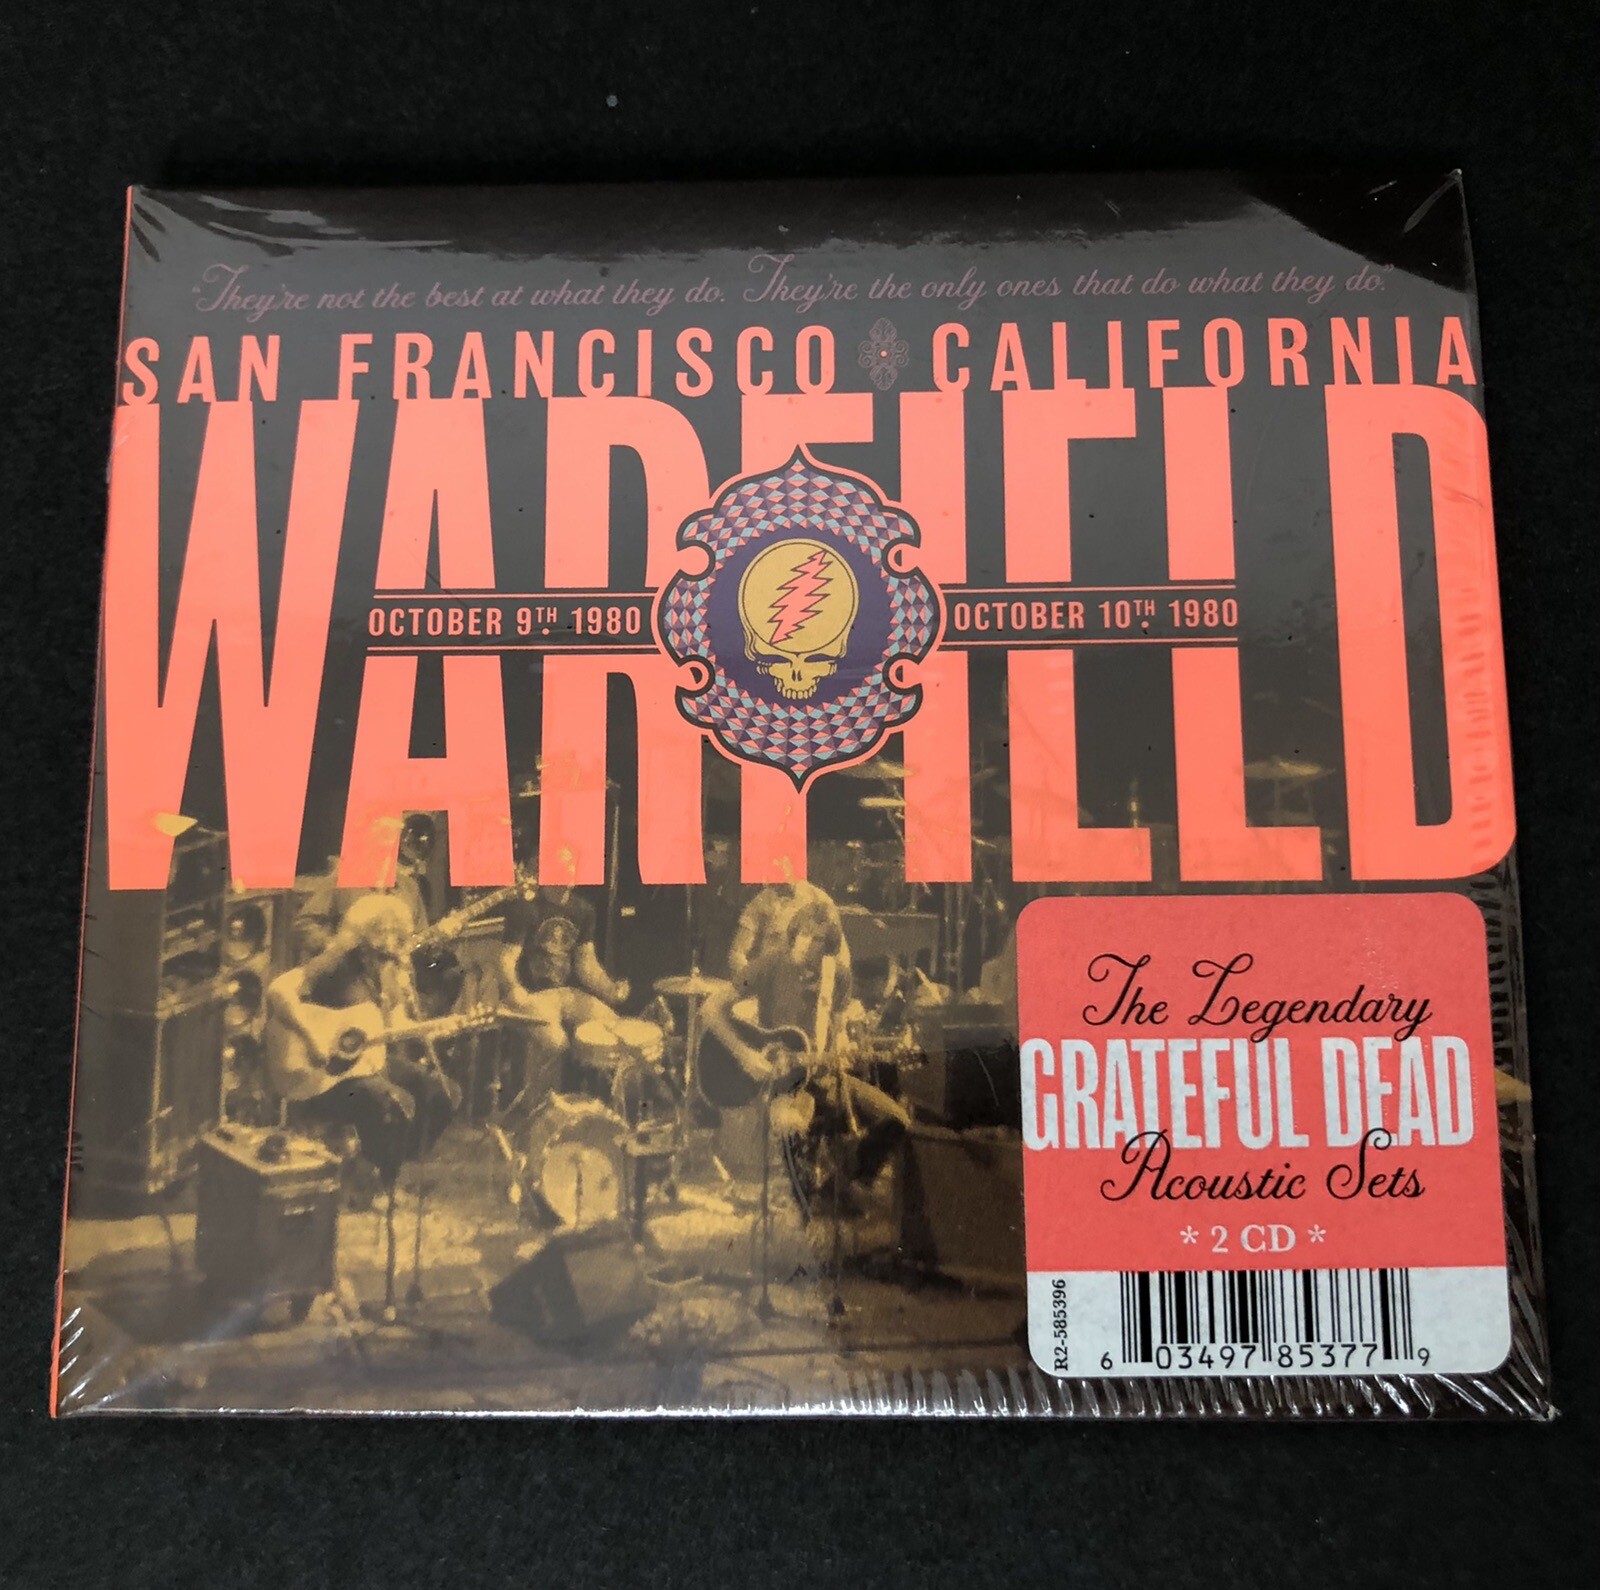 "They're not the best at what they do. They're the only ones that do what they do."
SAN FRANCISCO CALIFORNIA
WARFIELD
OCTOBER 9TH 1980 OCTOBER 10TH 1980
The Legendary
GRATEFUL DEAD
Acoustic Sets
* 2 CD *
R2-585396
6 03497 85377 9